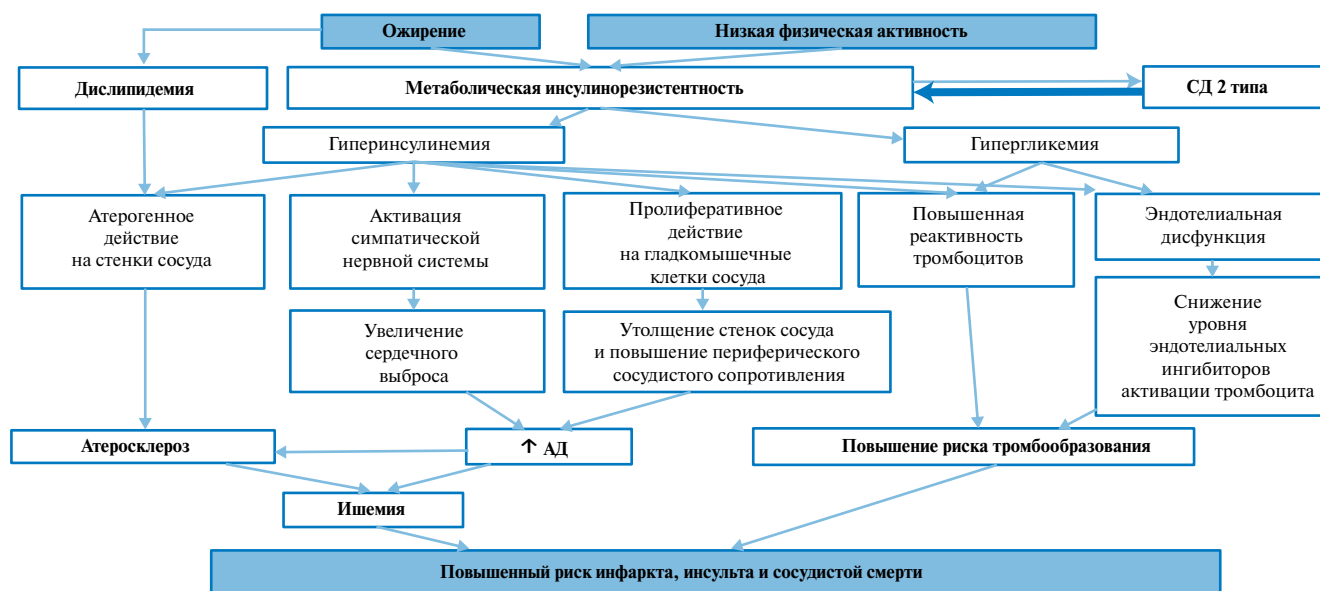 Ожирение
Низкая физическая активность
Дислипидемия
Метаболическая инсулинорезистентность
СД 2 типа
Гиперинсулинемия
Гипергликемия
Атерогенное
действие
на стенки сосуда
Активация
симпатической
нервной системы
Пролиферативное
действие
на гладкомышечные
клетки сосуда
Повышенная
реактивность
тромбоцитов
Эндотелиальная
дисфункция
Увеличение
сердечного
выброса
Утолщение стенок сосуда
и повышение периферического
сосудистого сопротивления
Снижение
уровня
эндотелиальных
ингибиторов
активации тромбоцита
Атеросклероз
↑ АД
Повышение риска тромбообразования
Ишемия
Повышенный риск инфаркта, инсульта и сосудистой смерти